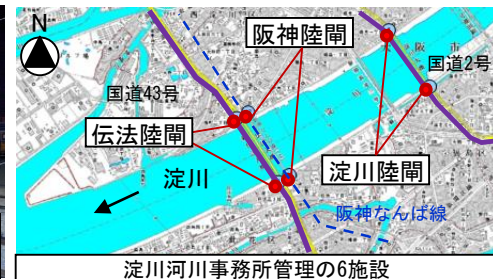 N
阪神陸閘
国道2号
国道43号
伝法陸閘
淀川
淀川陸閘
阪神なんば線
淀川河川事務所管理の6施設